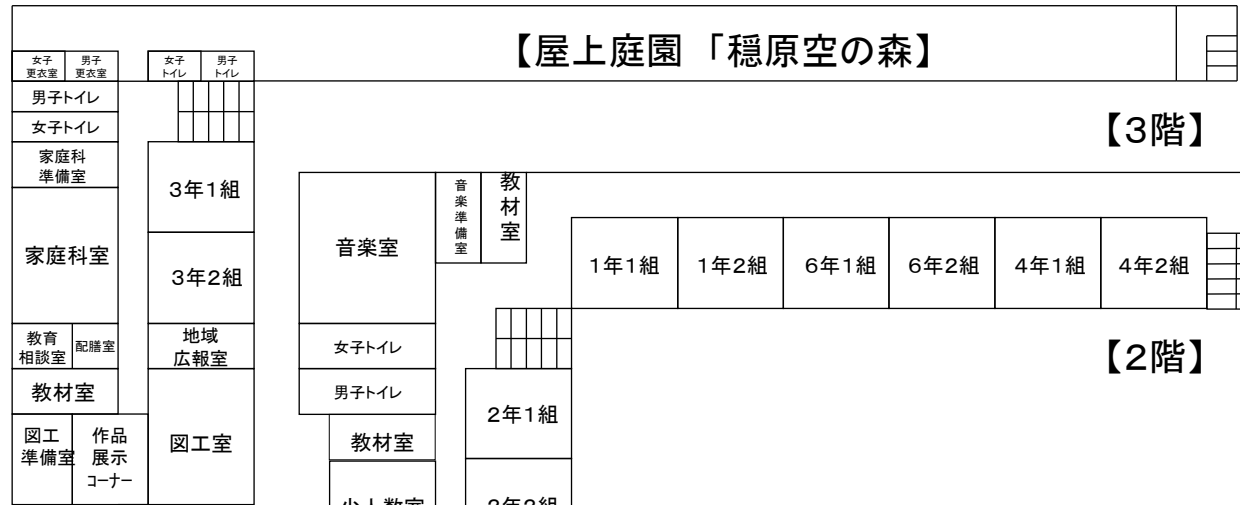 【屋上庭園 「穏原空の森】
女子
更衣室
男子
更衣室
女子
トイレ
男子
トイレ
男子トイレ
女子トイレ
【3階】
家庭科
準備室
3年1組
音楽室
音楽準備室
教材室
家庭科室
3年2組
1年1組
1年2組
6年1組
6年2組
4年1組
4年2組
教育
相談室
配膳室
地域
広報室
女子トイレ
【2階】
教材室
男子トイレ
2年1組
図工
準備室
作品
展示
コーナー
図工室
教材室